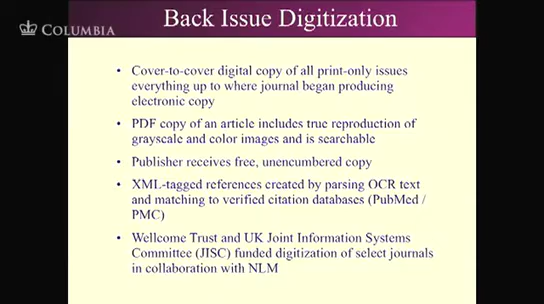 Back Issue Digitization
COLUMBIA
• Cover-to-cover digital copy of all print-only issues
everything up to where journal began producing
electronic copy
• PDF copy of an article includes true reproduction of
grayscale and color images and is searchable
• Publisher receives free, unencumbered copy
• XML-tagged references created by parsing OCR text
and matching to verified citation databases (PubMed /
PMC)
• Wellcome Trust and UK Joint Information Systems
Committee (JISC) funded digitization of select journals
in collaboration with NLM